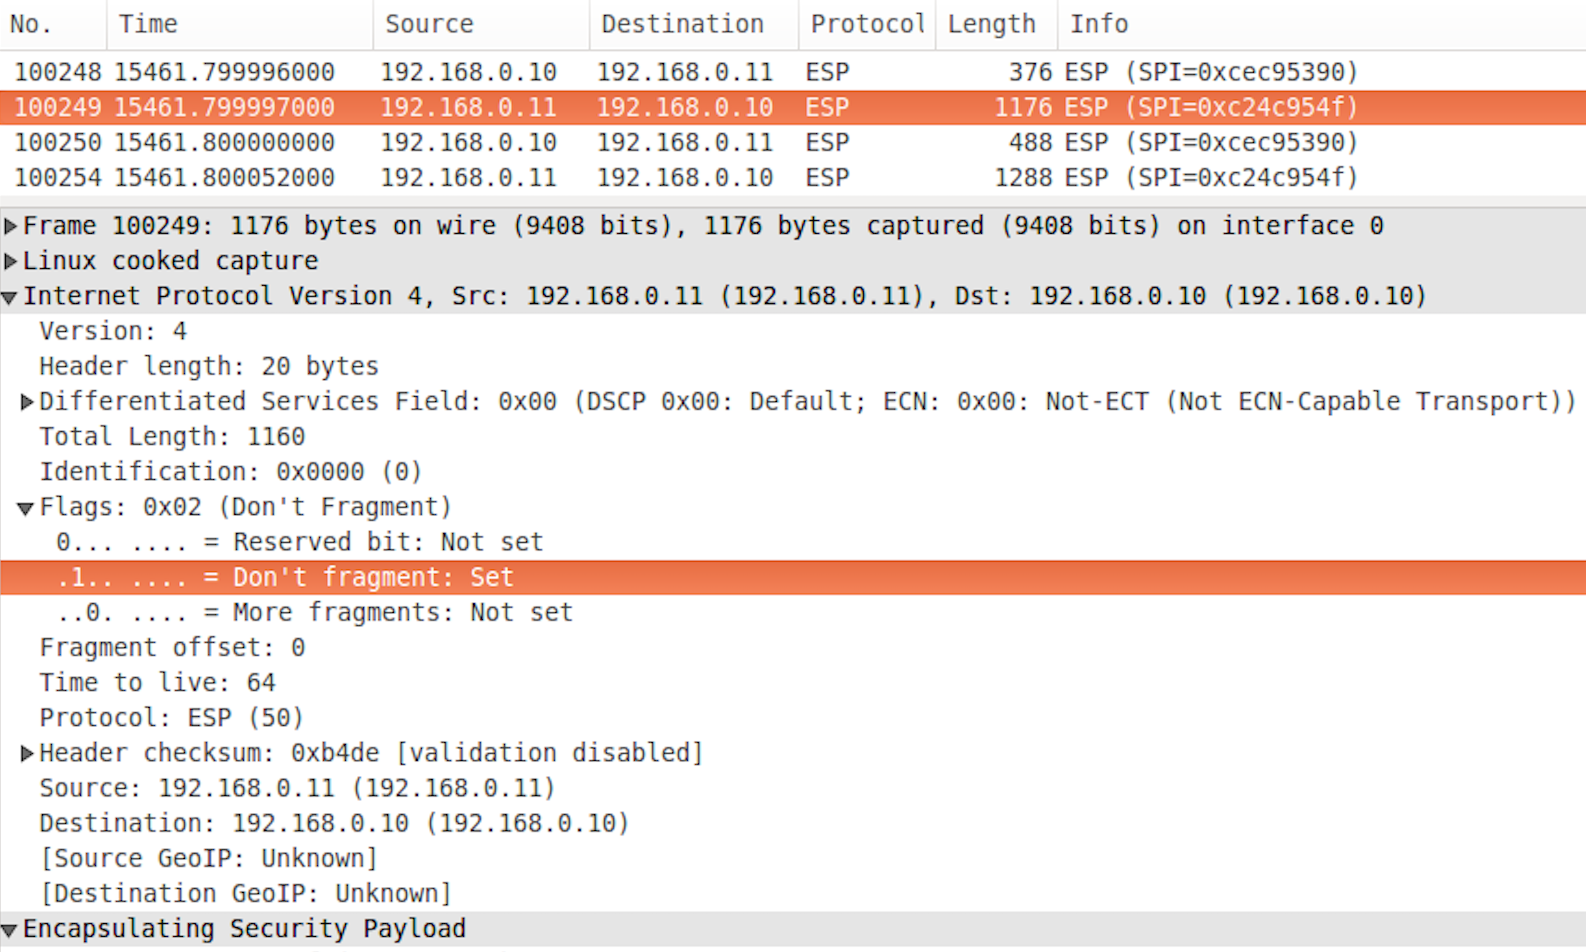 No. Time Source Destination Protocol Length Info
100248 15461.799996000 192.168.0.10 192.168.0.11 ESP 376 ESP (SPI=0xcec95390)
100249 15461.799997000 192.168.0.11 192.168.0.10 ESP 1176 ESP (SPI=0xc24c954f)
100250 15461.800000000 192.168.0.10 192.168.0.11 ESP 488 ESP (SPI=0xcec95390)
100254 15461.800052000 192.168.0.11 192.168.0.10 ESP 1288 ESP (SPI=0xc24c954f)
Frame 100249: 1176 bytes on wire (9408 bits), 1176 bytes captured (9408 bits) on interface 0
Linux cooked capture
Internet Protocol Version 4, Src: 192.168.0.11 (192.168.0.11), Dst: 192.168.0.10 (192.168.0.10)
Version: 4
Header length: 20 bytes
Differentiated Services Field: 0x00 (DSCP 0x00: Default; ECN: 0x00: Not-ECT (Not ECN-Capable Transport))
Total Length: 1160
Identification: 0x0000 (0)
Flags: 0x02 (Don't Fragment)
0... .... = Reserved bit: Not set
.1.. .... = Don't fragment: Set
..0. .... = More fragments: Not set
Fragment offset: 0
Time to live: 64
Protocol: ESP (50)
Header checksum: 0xb4de [validation disabled]
Source: 192.168.0.11 (192.168.0.11)
Destination: 192.168.0.10 (192.168.0.10)
[Source GeoIP: Unknown]
[Destination GeoIP: Unknown]
Encapsulating Security Payload